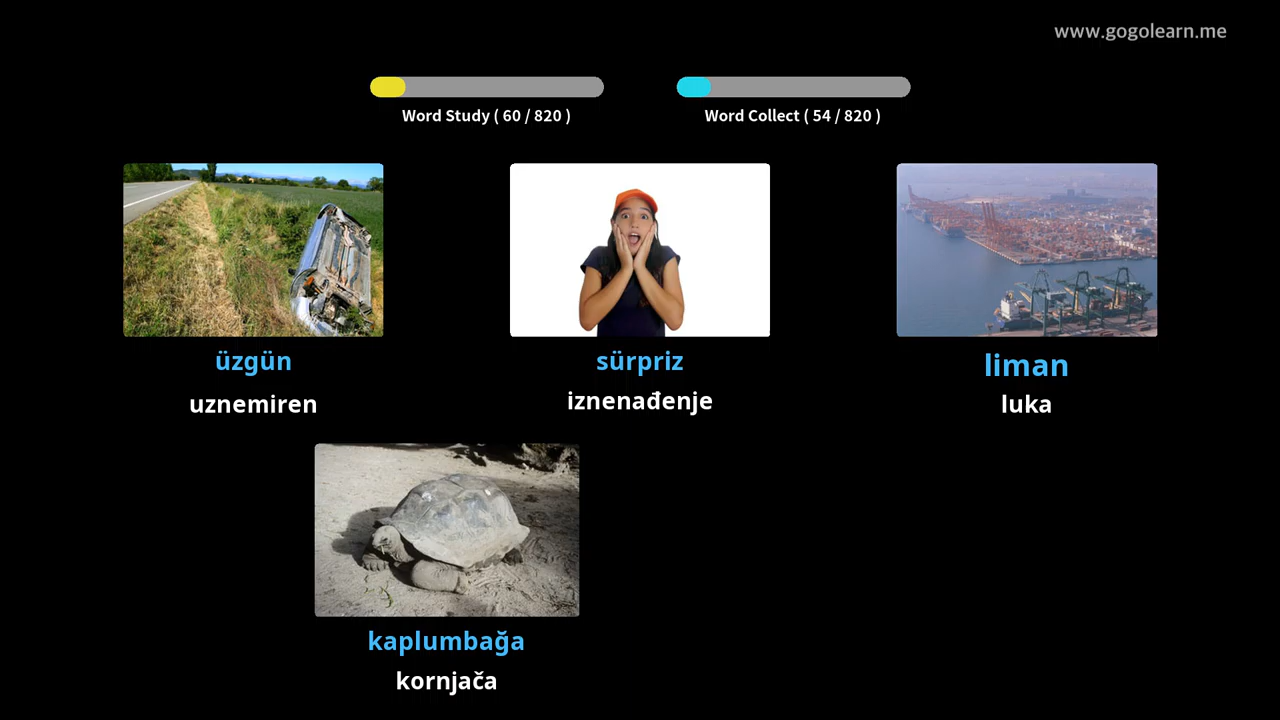 www.gogolearn.me
Word Study ( 60 / 820 )
Word Collect ( 54 / 820 )
üzgün
uznemiren
sürpriz
iznenađenje
liman
luka
kaplumbağa
kornjača